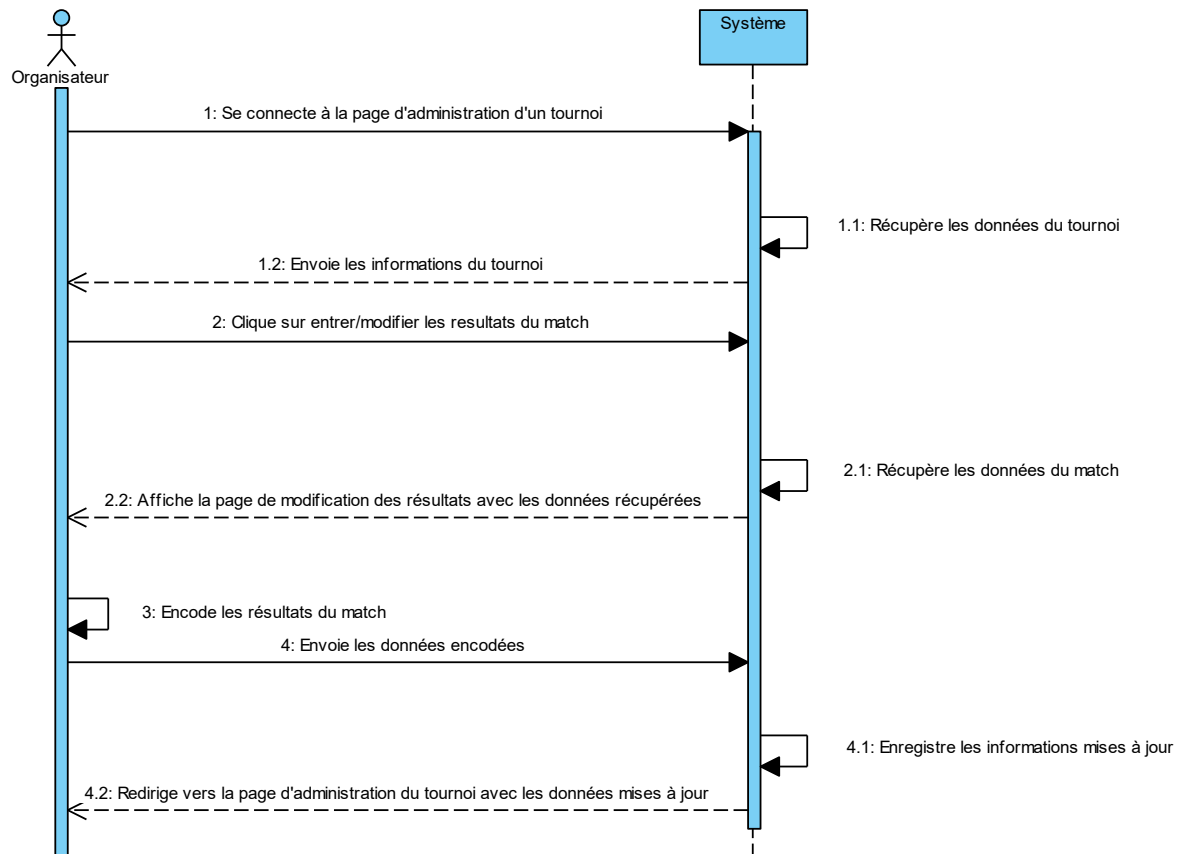 Système
Organisateur
1: Se connecte à la page d'administration d'un tournoi
1.1: Récupère les données du tournoi
1.2: Envoie les informations du tournoi
2: Clique sur entrer/modifier les resultats du match
2.1: Récupère les données du match
2.2: Affiche la page de modification des résultats avec les données récupérées
3: Encode les résultats du match
4: Envoie les données encodées
4.1: Enregistre les informations mises à jour
4.2: Redirige vers la page d'administration du tournoi avec les données mises à jour